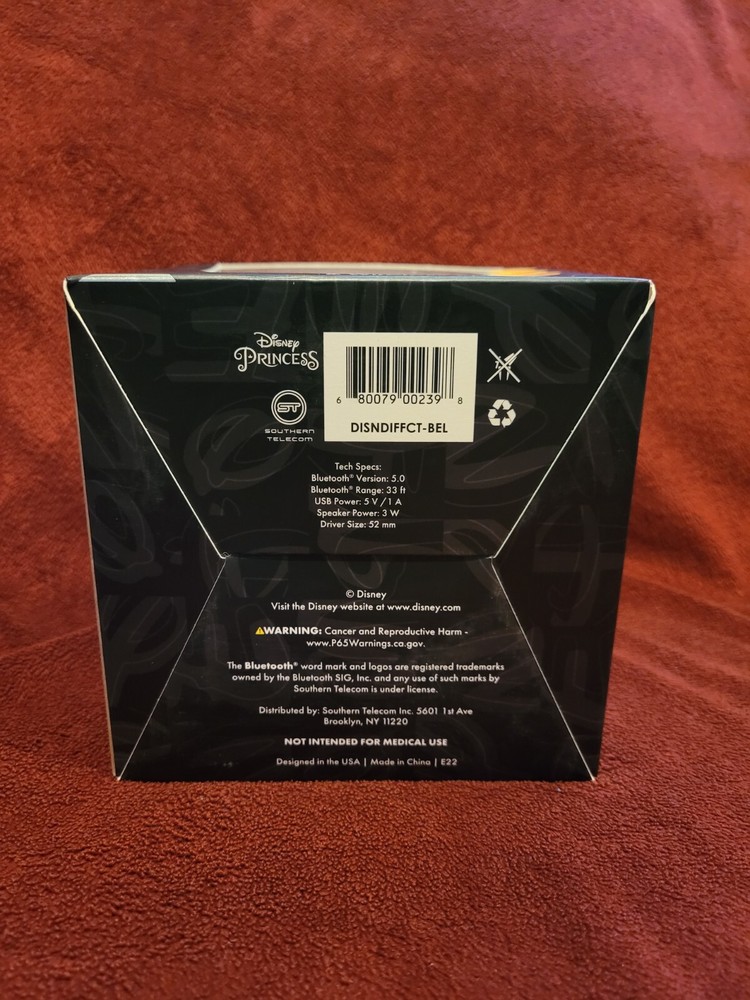 Disney
PRINCESS
6 80079 00239 8
DISNDIFFCT-BEL
ST
SOUTHERN
TELECOM
Tech Specs:
Bluetooth® Version: 5.0
Bluetooth® Range: 33 ft
USB Power: 5 V / 1 A
Speaker Power: 3 W
Driver Size: 52 mm
© Disney
Visit the Disney website at www.disney.com
⚠WARNING: Cancer and Reproductive Harm -
www.P65Warnings.ca.gov.
The Bluetooth® word mark and logos are registered trademarks
owned by the Bluetooth SIG, Inc. and any use of such marks by
Southern Telecom is under license.
Distributed by: Southern Telecom Inc. 5601 1st Ave
Brooklyn, NY 11220
NOT INTENDED FOR MEDICAL USE
Designed in the USA | Made in China | E22